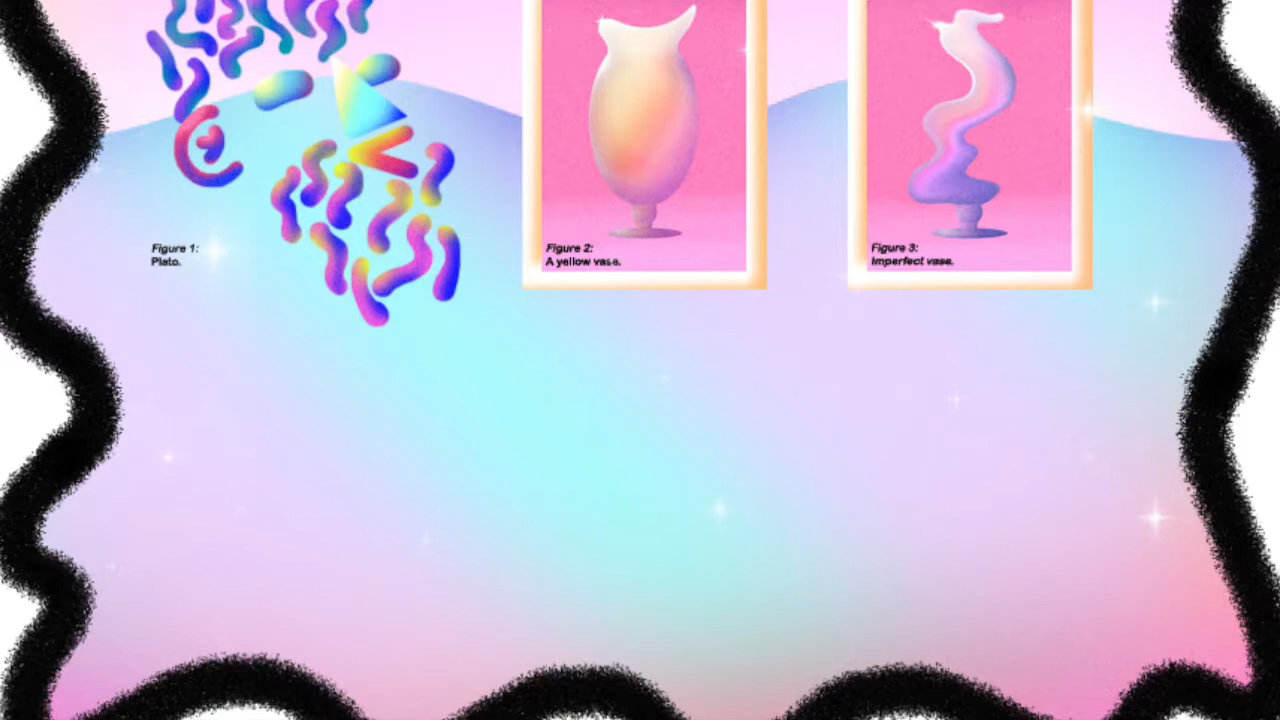 Figure 1:
Plato.
Figure 2:
A yellow vase.
Figure 3:
Imperfect vase.